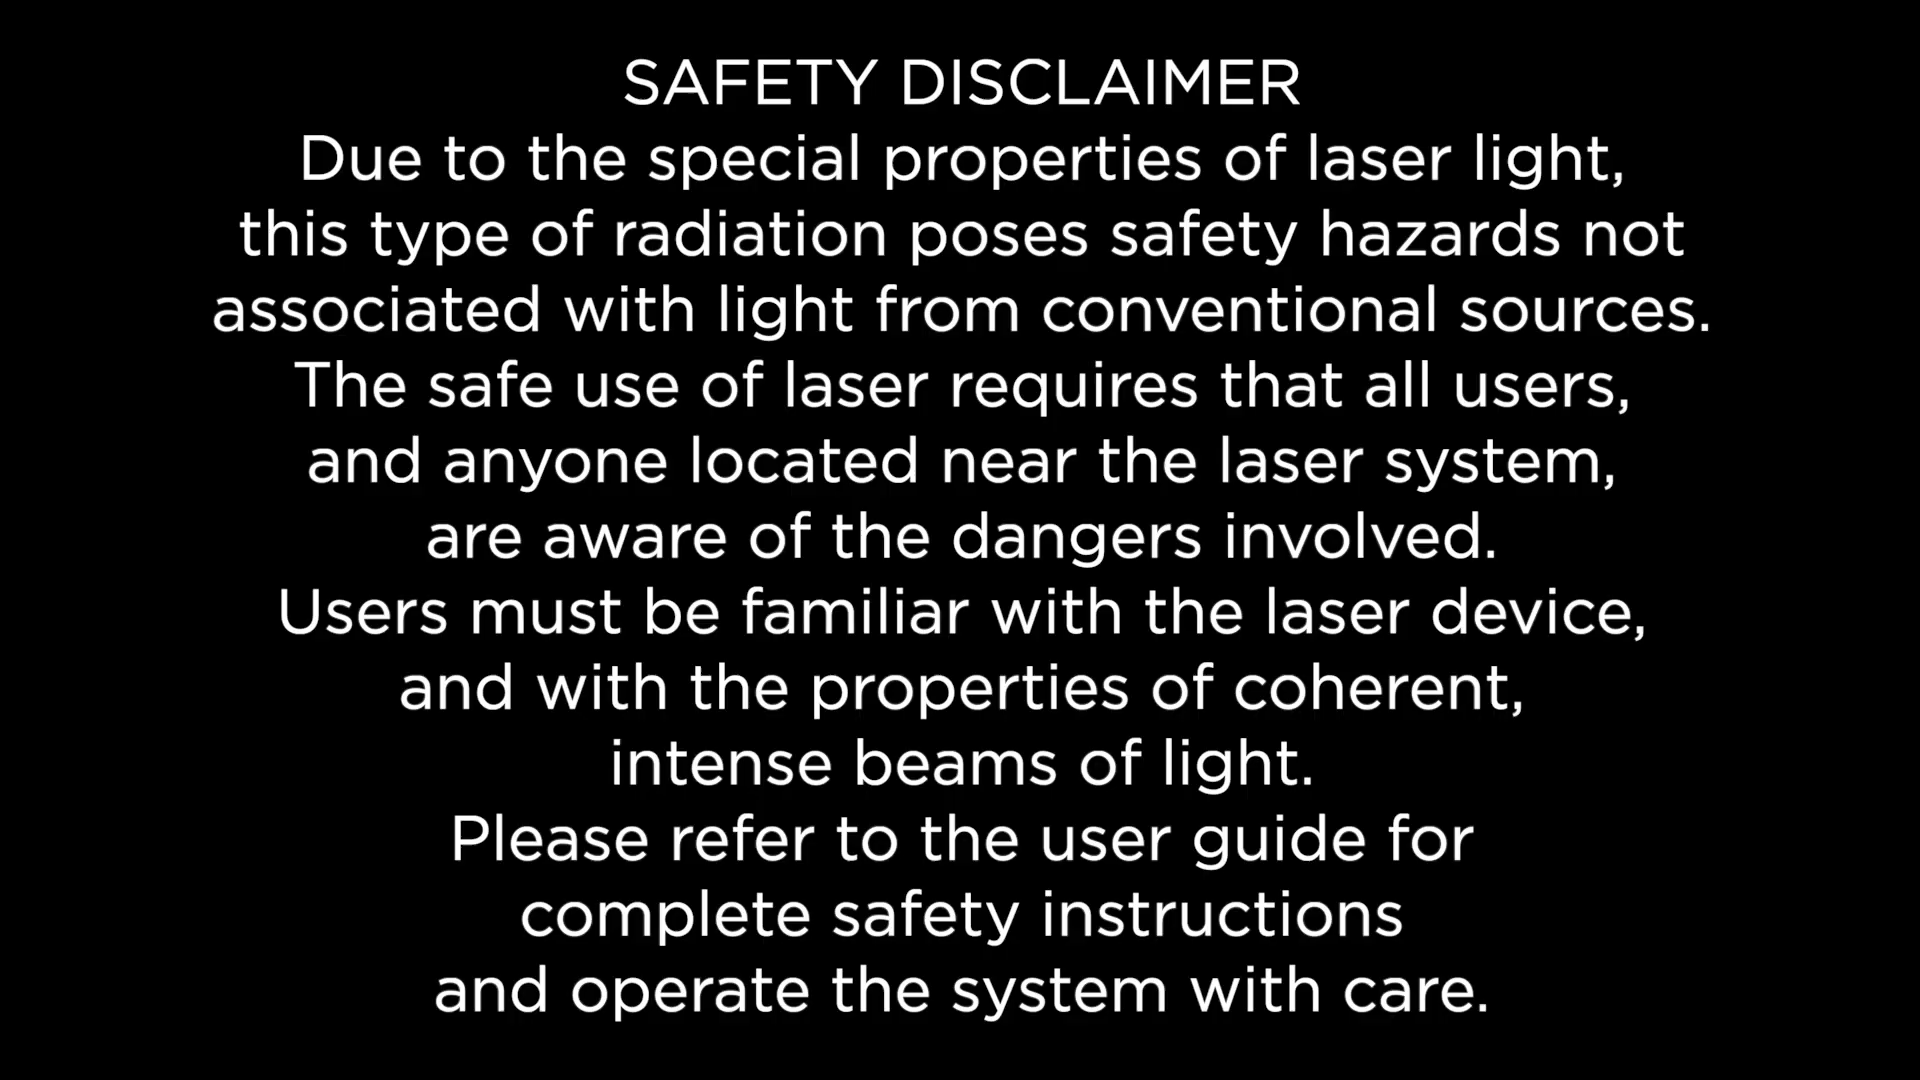 SAFETY DISCLAIMER
Due to the special properties of laser light,
this type of radiation poses safety hazards not
associated with light from conventional sources.
The safe use of laser requires that all users,
and anyone located near the laser system,
are aware of the dangers involved.
Users must be familiar with the laser device,
and with the properties of coherent,
intense beams of light.
Please refer to the user guide for
complete safety instructions
and operate the system with care.